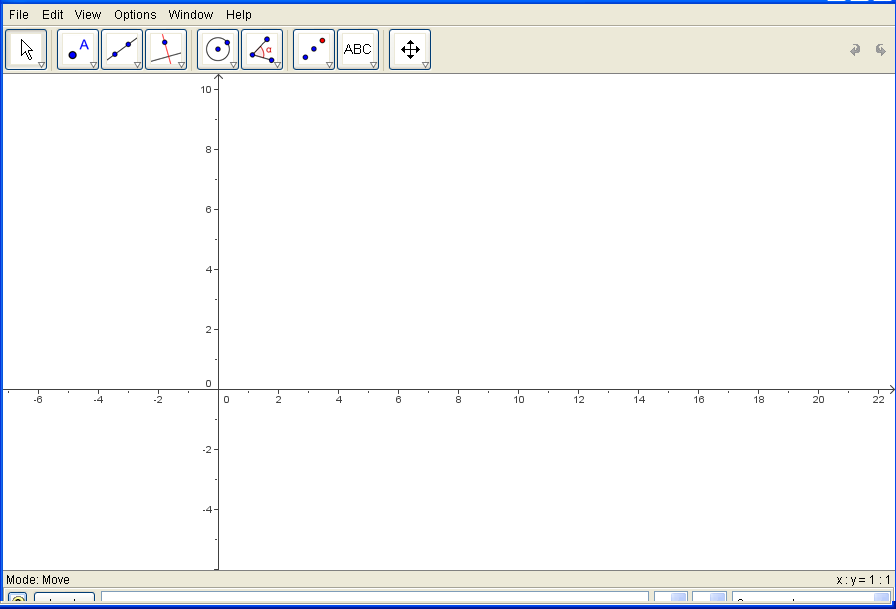 File Edit View Options Window Help
A α ABC
10
8
6
4
2
0
-6 -4 -2 0 2 4 6 8 10 12 14 16 18 20 22
-2
-4
Mode: Move x : y = 1 : 1